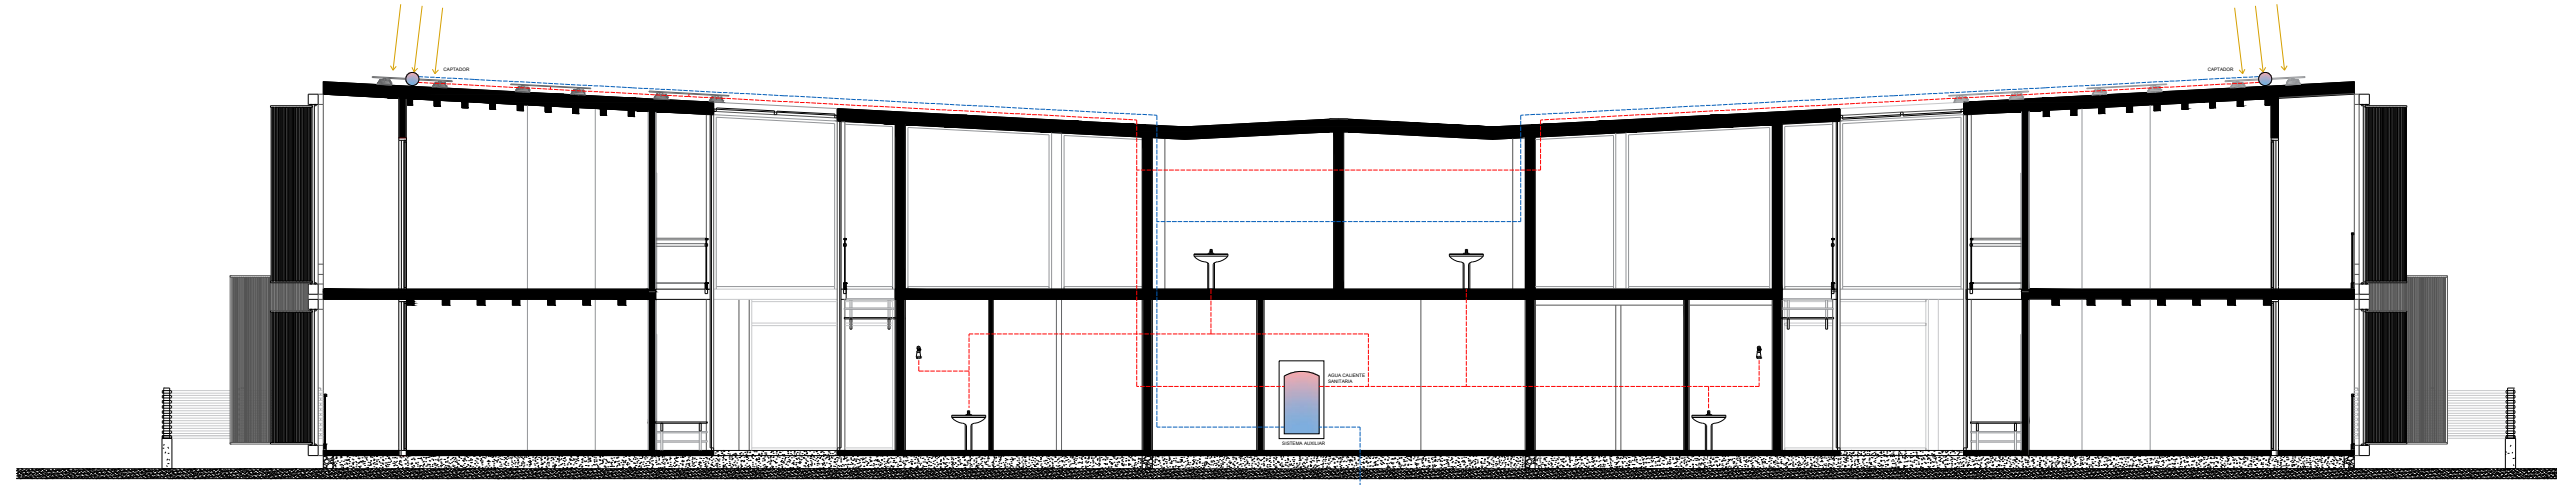 CAPTADOR
CAPTADOR
AGUA CALIENTE
SANITARIA
SISTEMA AUXILIAR